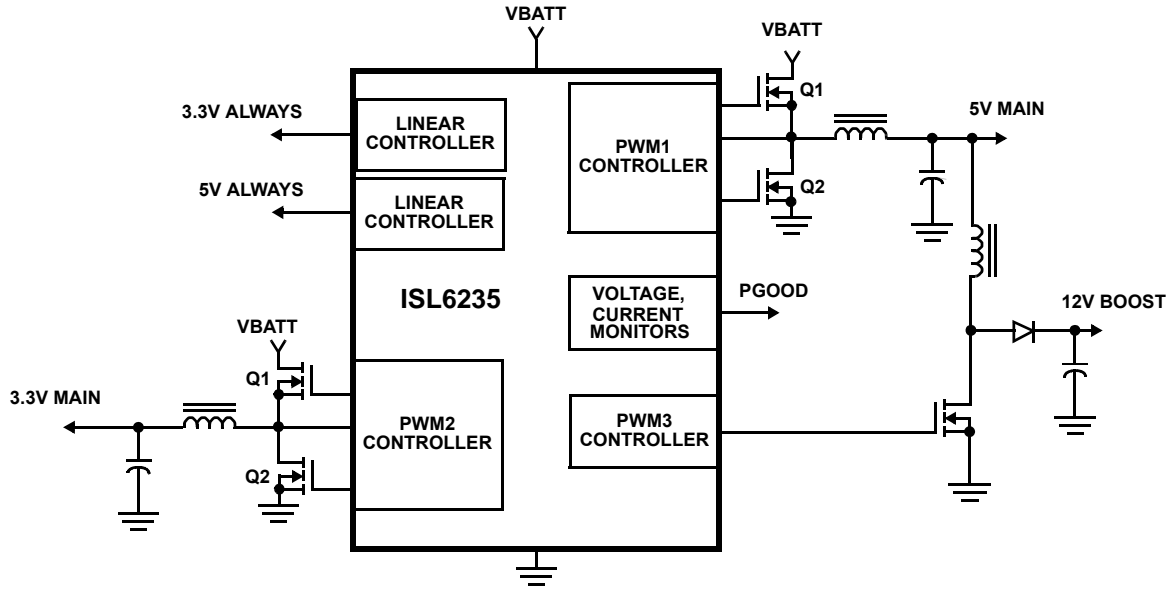 VBATT
VBATT
3.3V ALWAYS
LINEAR
CONTROLLER
Q1
PWM1
CONTROLLER
5V MAIN
5V ALWAYS
LINEAR
CONTROLLER
Q2
ISL6235
VOLTAGE,
CURRENT
MONITORS
PGOOD
12V BOOST
VBATT
Q1
3.3V MAIN
PWM2
CONTROLLER
PWM3
CONTROLLER
Q2